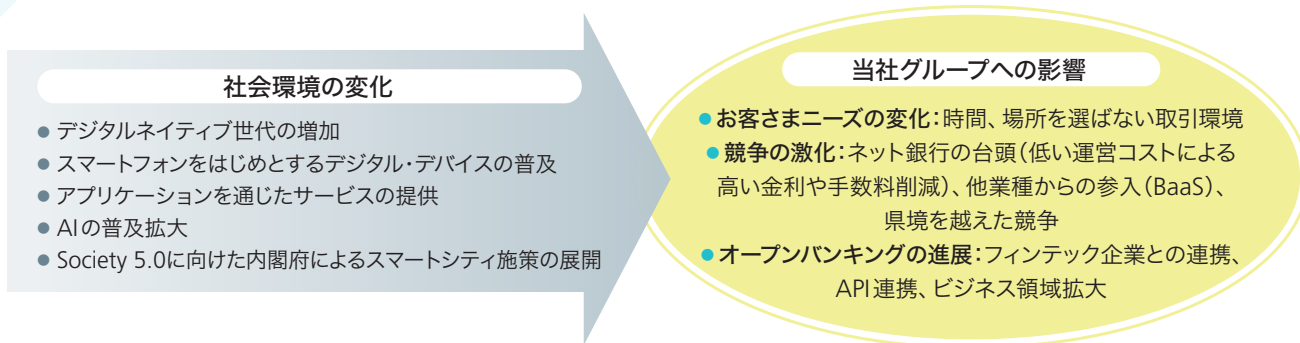 社会環境の変化
● デジタルネイティブ世代の増加
● スマートフォンをはじめとするデジタル・デバイスの普及
● アプリケーションを通じたサービスの提供
● AIの普及拡大
● Society 5.0に向けた内閣府によるスマートシティ施策の展開
当社グループへの影響
● お客さまニーズの変化：時間、場所を選ばない取引環境
● 競争の激化：ネット銀行の台頭（低い運営コストによる
高い金利や手数料削減）、他業種からの参入（BaaS）、
県境を越えた競争
● オープンバンキングの進展：フィンテック企業との連携、
API連携、ビジネス領域拡大